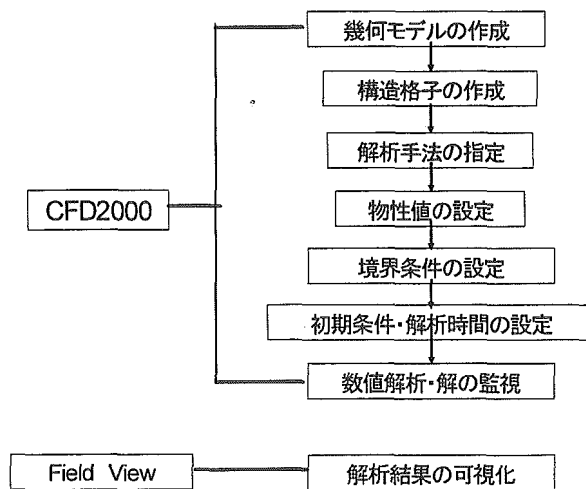 幾何モデルの作成
構造格子の作成
解析手法の指定
CFD2000
物性値の設定
境界条件の設定
初期条件・解析時間の設定
数値解析・解の監視
Field View
解析結果の可視化